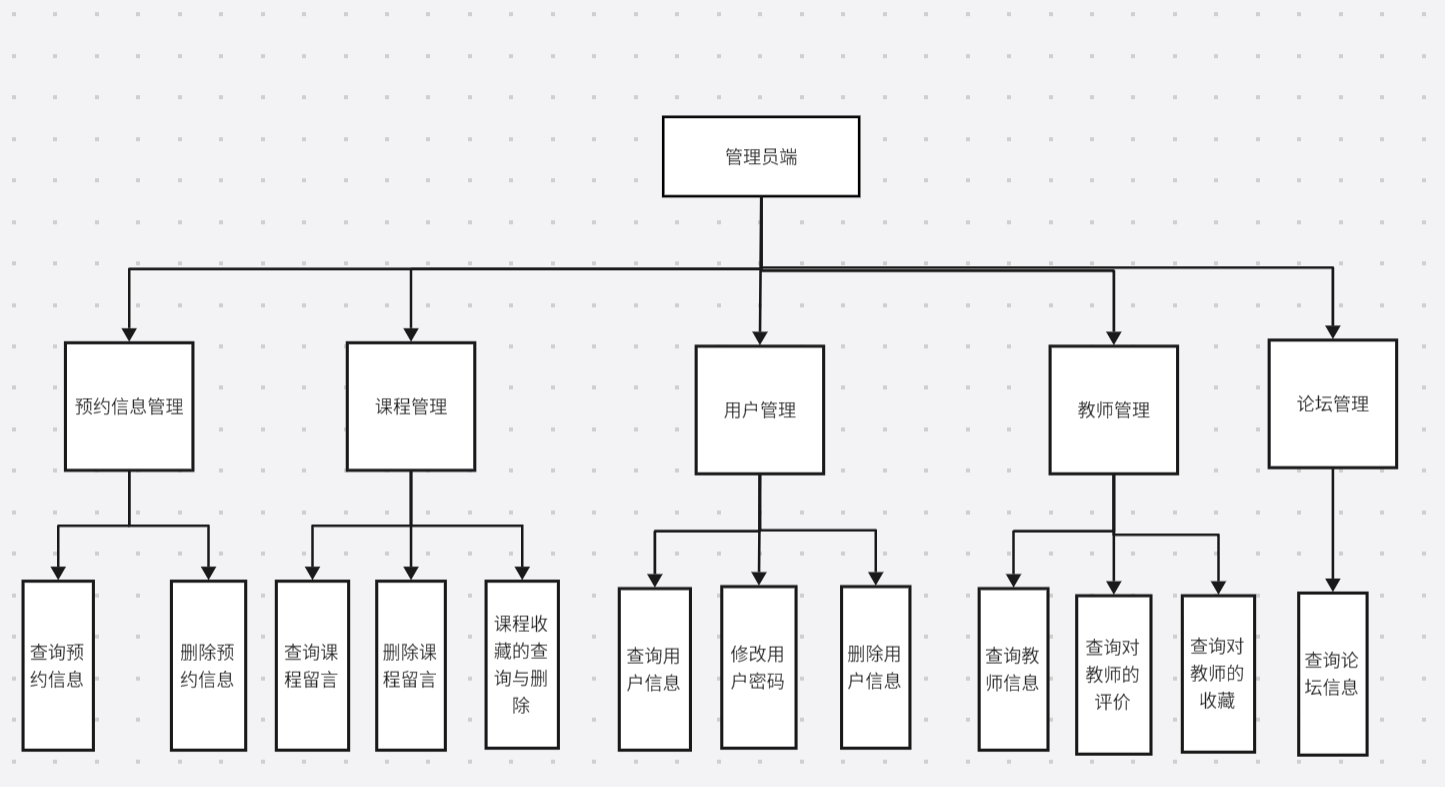 管理员端
预约信息管理
课程管理
用户管理
教师管理
论坛管理
查询预
约信息
删除预
约信息
查询课
程留言
删除课
程留言
课程收
藏的查
询与删
除
查询用
户信息
修改用
户密码
删除用
户信息
查询教
师信息
查询对
教师的
评价
查询对
教师的
收藏
查询论
坛信息